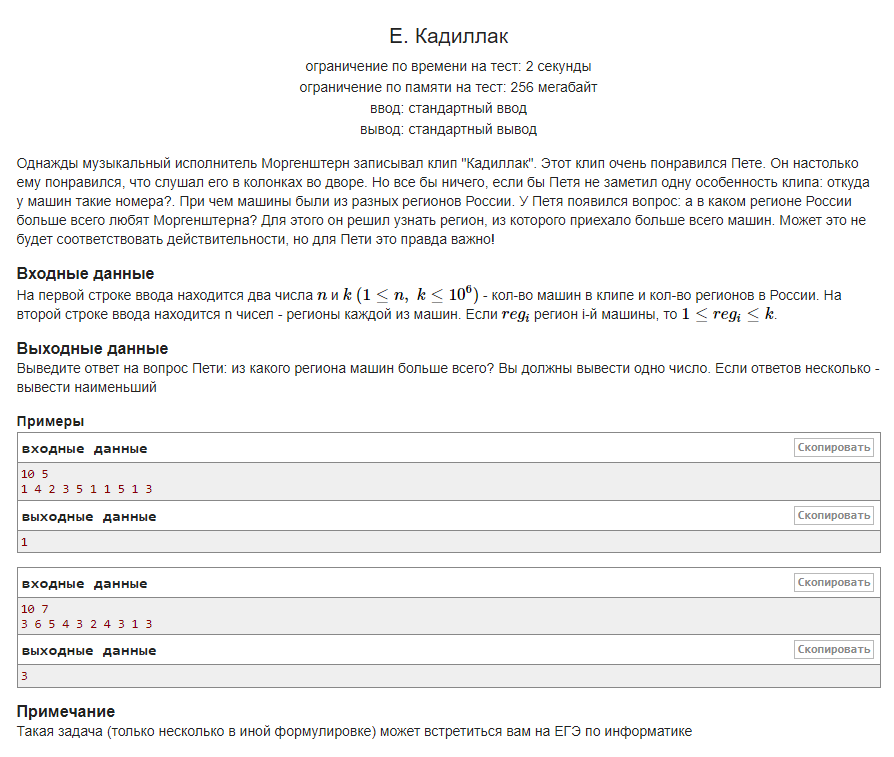 Е. Кадиллак
ограничение по времени на тест: 2 секунды
ограничение по памяти на тест: 256 мегабайт
ввод: стандартный ввод
вывод: стандартный вывод
Однажды музыкальный исполнитель Моргенштерн записывал клип "Кадиллак". Этот клип очень понравился Пете. Он настолько
ему понравился, что слушал его в колонках во дворе. Но все бы ничего, если бы Петя не заметил одну особенность клипа: откуда
у машин такие номера?. При чем машины были из разных регионов России. У Пети появился вопрос: а в каком регионе России
больше всего любят Моргенштерна? Для этого он решил узнать регион, из которого приехало больше всего машин. Может это не
будет соответствовать действительности, но для Пети это правда важно!
Входные данные
На первой строке ввода находится два числа n и k (1 ≤ n, k ≤ 10⁶) - кол-во машин в клипе и кол-во регионов в России. На
второй строке ввода находится n чисел - регионы каждой из машин. Если regᵢ регион i-й машины, то 1 ≤ regᵢ ≤ k.
Выходные данные
Выведите ответ на вопрос Пети: из какого региона машин больше всего? Вы должны вывести одно число. Если ответов несколько -
вывести наименьший
Примеры
входные данные Скопировать
10 5
1 4 2 3 5 1 1 5 1 3
выходные данные Скопировать
1
входные данные Скопировать
10 7
3 6 5 4 3 2 4 3 1 3
выходные данные Скопировать
3
Примечание
Такая задача (только несколько в иной формулировке) может встретиться вам на ЕГЭ по информатике